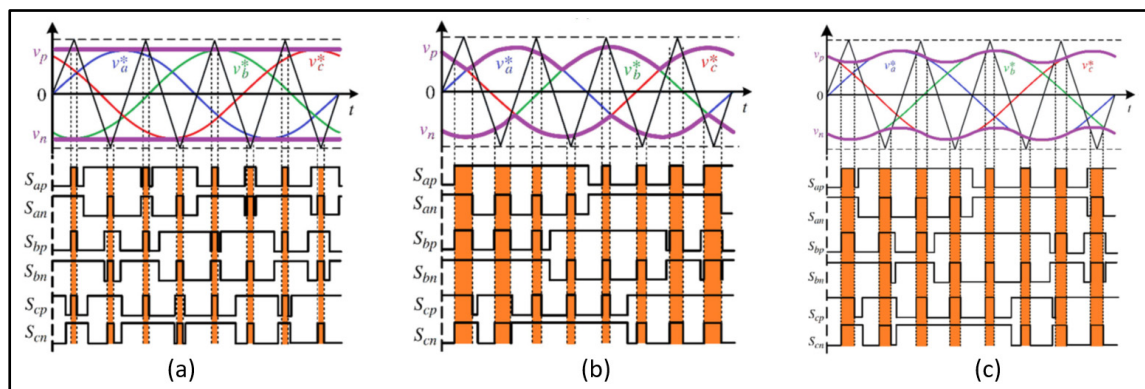 v_p v_a* v_b* v_c*
0 t
v_n
S_ap
S_an
S_bp
S_bn
S_cp
S_cn
(a)
v_p v_a* v_b* v_c*
0 t
v_n
S_ap
S_an
S_bp
S_bn
S_cp
S_cn
(b)
v_p v_a* v_b* v_c*
0 t
v_n
S_ap
S_an
S_bp
S_bn
S_cp
S_cn
(c)